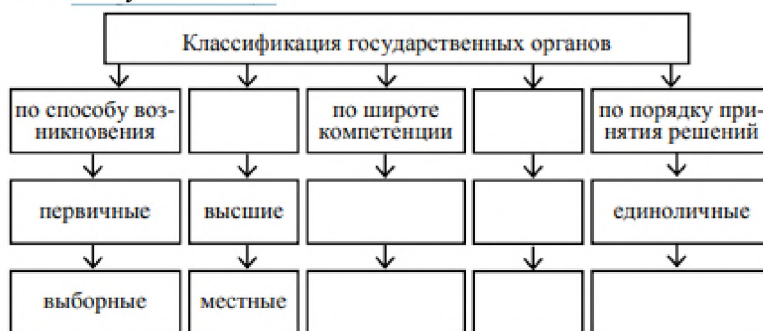 Классификация государственных органов
по способу воз-
никновения
по широте
компетенции
по порядку при-
нятия решений
первичные
высшие
единоличные
выборные
местные